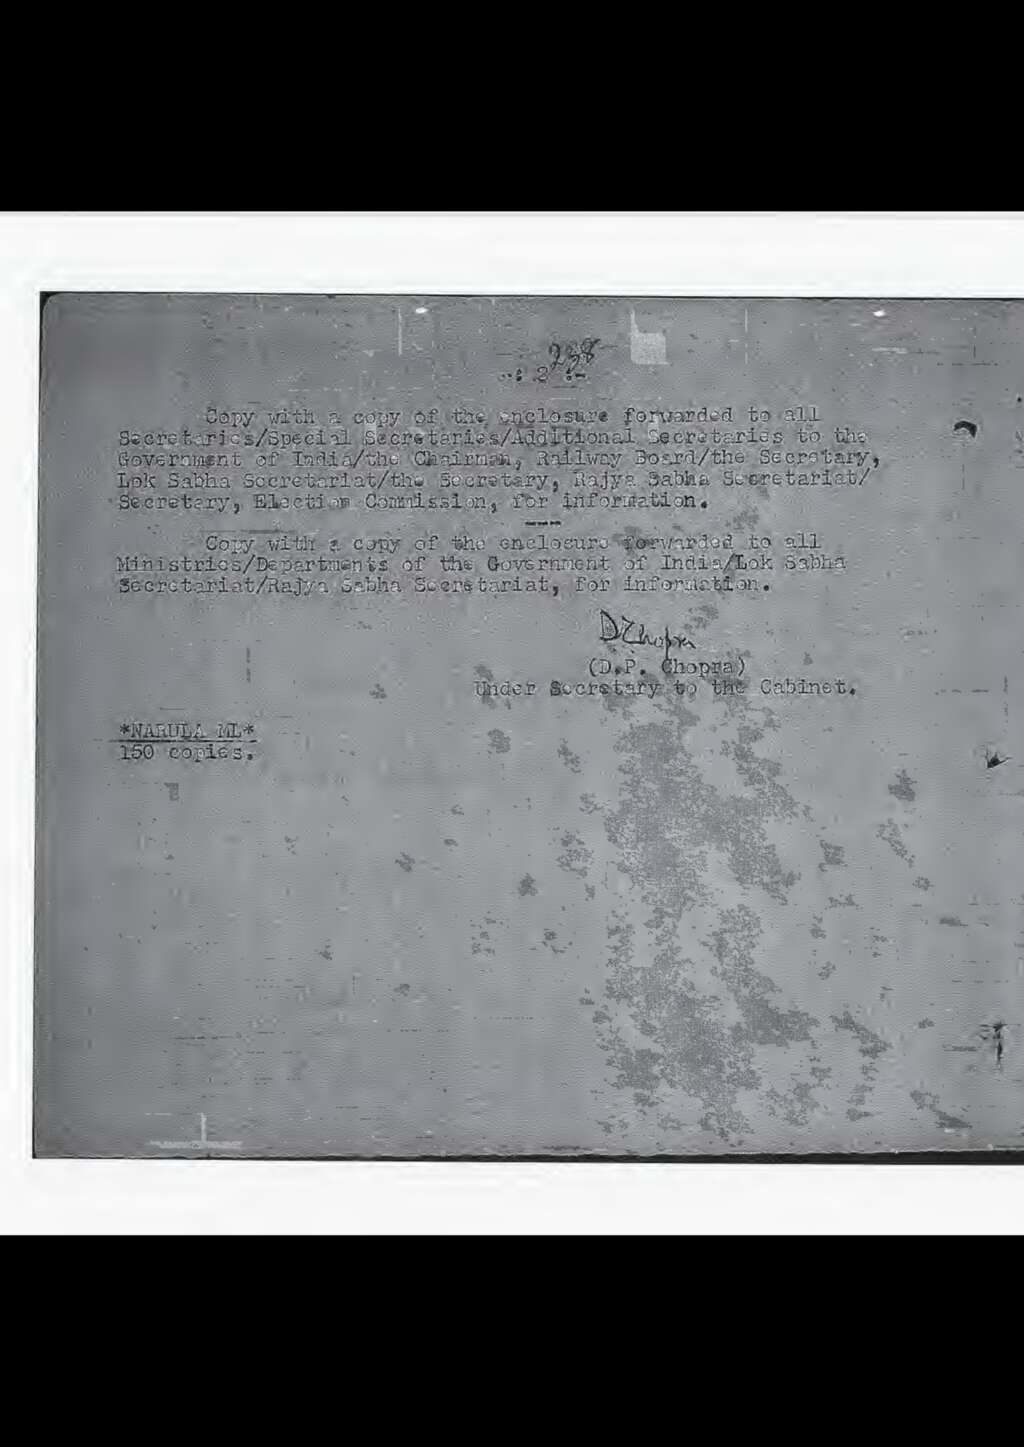 238
-: 2 :-
Copy with a copy of the enclosure forwarded to all
Secretaries/Special Secretaries/Additional Secretaries to the
Government of India/the Chairman, Railway Board/the Secretary,
Lok Sabha Secretariat/the Secretary, Rajya Sabha Secretariat/
Secretary, Election Commission, for information.
Copy with a copy of the enclosure forwarded to all
Ministries/Departments of the Government of India/Lok Sabha
Secretariat/Rajya Sabha Secretariat, for information.
DPChopra
(D.P. Chopra)
Under Secretary to the Cabinet.
*NARULA ML*
150 copies.